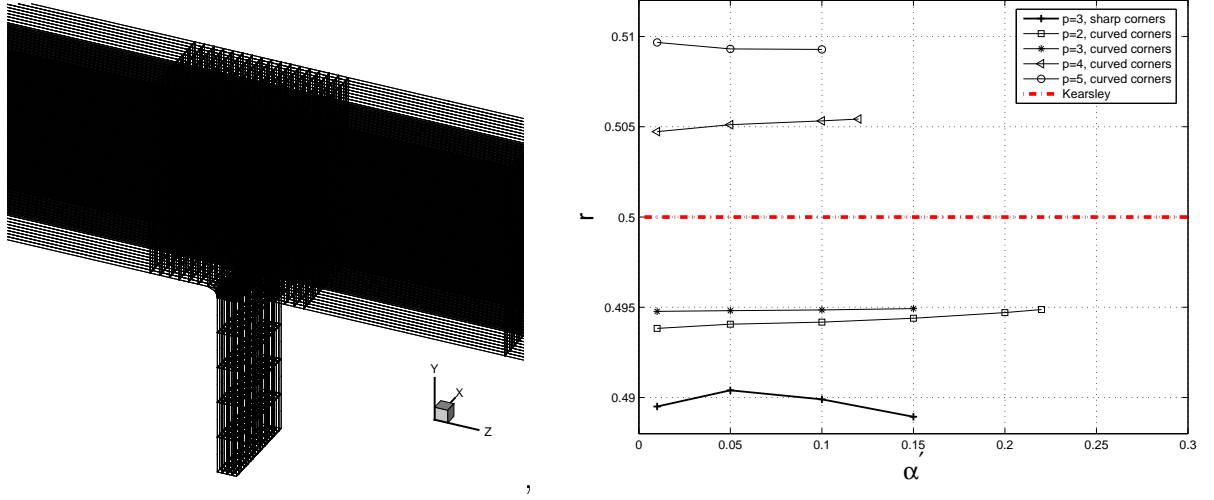 Y
X
Z
,
0.51
0.505
0.5
0.495
0.49
r
0
0.05
0.1
0.15
0.2
0.25
0.3
α′
p=3, sharp corners
p=2, curved corners
p=3, curved corners
p=4, curved corners
p=5, curved corners
Kearsley